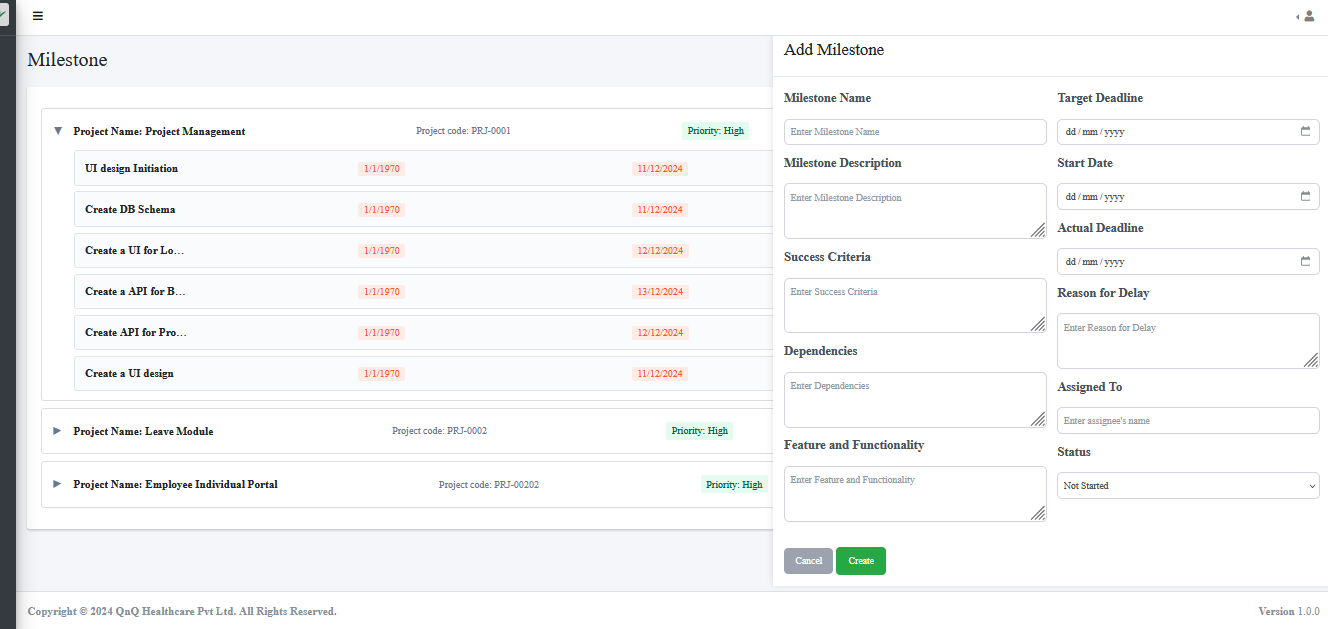 Milestone
Project Name: Project Management Project code: PRJ-0001 Priority: High
UI design Initiation 1/1/1970 11/12/2024
Create DB Schema 1/1/1970 11/12/2024
Create a UI for Lo... 1/1/1970 12/12/2024
Create a API for B... 1/1/1970 13/12/2024
Create API for Pro... 1/1/1970 12/12/2024
Create a UI design 1/1/1970 11/12/2024
Project Name: Leave Module Project code: PRJ-0002 Priority: High
Project Name: Employee Individual Portal Project code: PRJ-00202 Priority: High
Add Milestone
Milestone Name
Enter Milestone Name
Milestone Description
Enter Milestone Description
Success Criteria
Enter Success Criteria
Dependencies
Enter Dependencies
Feature and Functionality
Enter Feature and Functionality
Target Deadline
dd/mm/yyyy
Start Date
dd/mm/yyyy
Actual Deadline
dd/mm/yyyy
Reason for Delay
Enter Reason for Delay
Assigned To
Enter assignee's name
Status
Not Started
Cancel Create
Copyright © 2024 QnQ Healthcare Pvt Ltd. All Rights Reserved. Version 1.0.0